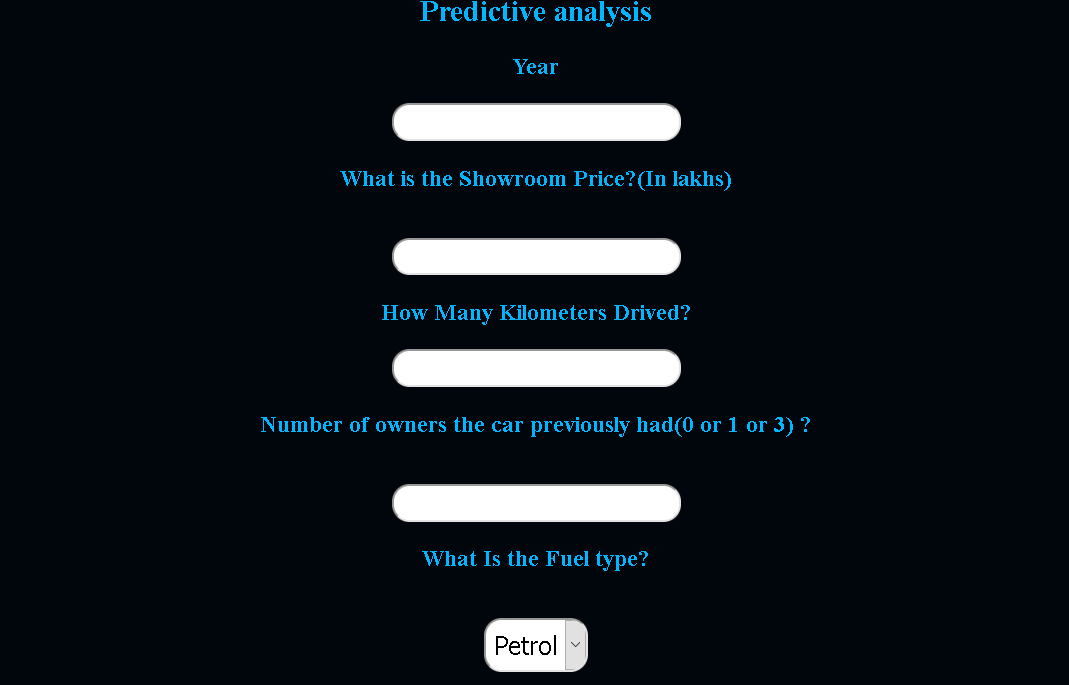 Predictive analysis
Year
What is the Showroom Price?(In lakhs)
How Many Kilometers Drived?
Number of owners the car previously had(0 or 1 or 3) ?
What Is the Fuel type?
Petrol